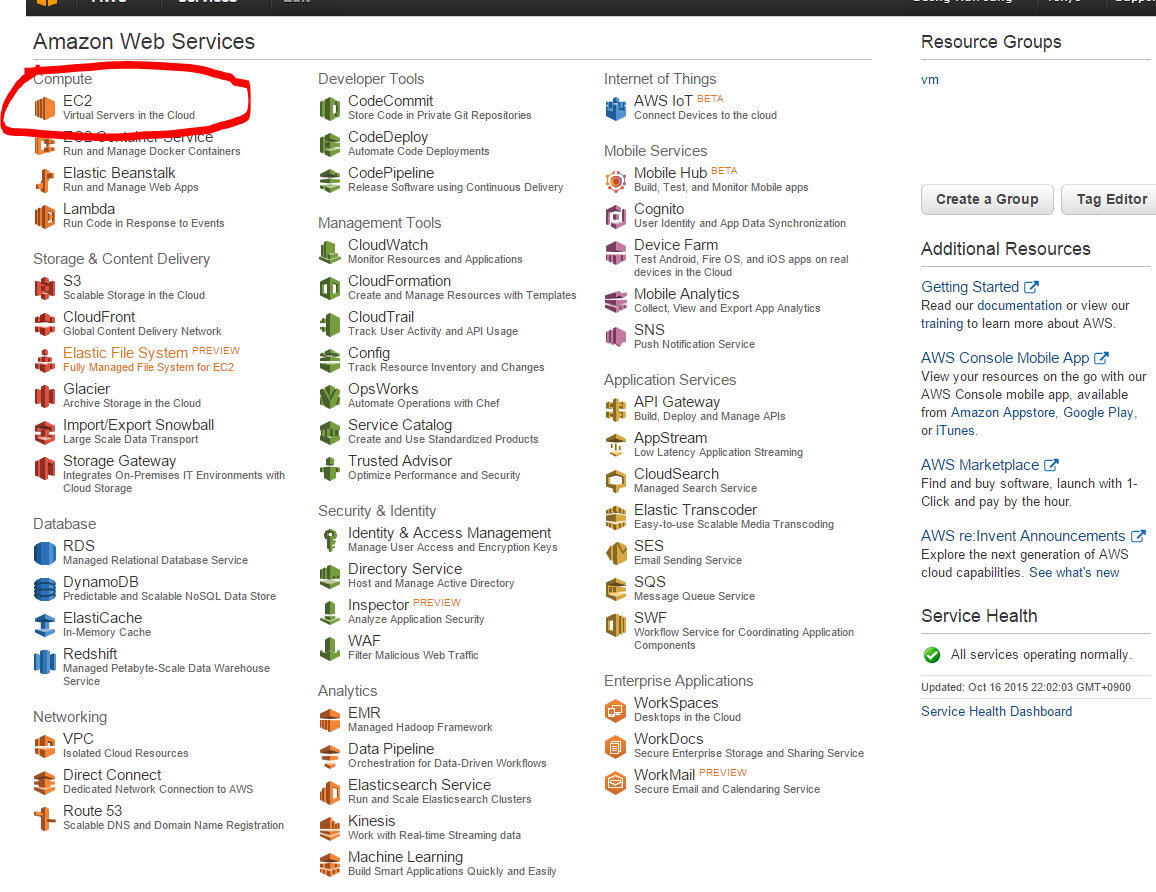 AWS
Services
Edit
Support
Amazon Web Services
Compute
EC2
Virtual Servers in the Cloud
EC2 Container Service
Run and Manage Docker Containers
Elastic Beanstalk
Run and Manage Web Apps
Lambda
Run Code in Response to Events
Storage & Content Delivery
S3
Scalable Storage in the Cloud
CloudFront
Global Content Delivery Network
Elastic File System PREVIEW
Fully Managed File System for EC2
Glacier
Archive Storage in the Cloud
Import/Export Snowball
Large Scale Data Transport
Storage Gateway
Integrates On-Premises IT Environments with
Cloud Storage
Database
RDS
Managed Relational Database Service
DynamoDB
Predictable and Scalable NoSQL Data Store
ElastiCache
In-Memory Cache
Redshift
Managed Petabyte-Scale Data Warehouse
Service
Networking
VPC
Isolated Cloud Resources
Direct Connect
Dedicated Network Connection to AWS
Route 53
Scalable DNS and Domain Name Registration
Developer Tools
CodeCommit
Store Code in Private Git Repositories
CodeDeploy
Automate Code Deployments
CodePipeline
Release Software using Continuous Delivery
Management Tools
CloudWatch
Monitor Resources and Applications
CloudFormation
Create and Manage Resources with Templates
CloudTrail
Track User Activity and API Usage
Config
Track Resource Inventory and Changes
OpsWorks
Automate Operations with Chef
Service Catalog
Create and Use Standardized Products
Trusted Advisor
Optimize Performance and Security
Security & Identity
Identity & Access Management
Manage User Access and Encryption Keys
Directory Service
Host and Manage Active Directory
Inspector PREVIEW
Analyze Application Security
WAF
Filter Malicious Web Traffic
Analytics
EMR
Managed Hadoop Framework
Data Pipeline
Orchestration for Data-Driven Workflows
Elasticsearch Service
Run and Scale Elasticsearch Clusters
Kinesis
Work with Real-time Streaming data
Machine Learning
Build Smart Applications Quickly and Easily
Internet of Things
AWS IoT BETA
Connect Devices to the cloud
Mobile Services
Mobile Hub BETA
Build, Test, and Monitor Mobile apps
Cognito
User Identity and App Data Synchronization
Device Farm
Test Android, Fire OS, and iOS apps on real
devices in the Cloud
Mobile Analytics
Collect, View and Export App Analytics
SNS
Push Notification Service
Application Services
API Gateway
Build, Deploy and Manage APIs
AppStream
Low Latency Application Streaming
CloudSearch
Managed Search Service
Elastic Transcoder
Easy-to-use Scalable Media Transcoding
SES
Email Sending Service
SQS
Message Queue Service
SWF
Workflow Service for Coordinating Application
Components
Enterprise Applications
WorkSpaces
Desktops in the Cloud
WorkDocs
Secure Enterprise Storage and Sharing Service
WorkMail PREVIEW
Secure Email and Calendaring Service
Resource Groups
vm
Create a Group
Tag Editor
Additional Resources
Getting Started
Read our documentation or view our
training to learn more about AWS.
AWS Console Mobile App
View your resources on the go with our
AWS Console mobile app, available
from Amazon Appstore, Google Play,
or iTunes.
AWS Marketplace
Find and buy software, launch with 1-
Click and pay by the hour.
AWS re:Invent Announcements
Explore the next generation of AWS
cloud capabilities. See what's new
Service Health
All services operating normally.
Updated: Oct 16 2015 22:02:03 GMT+0900
Service Health Dashboard